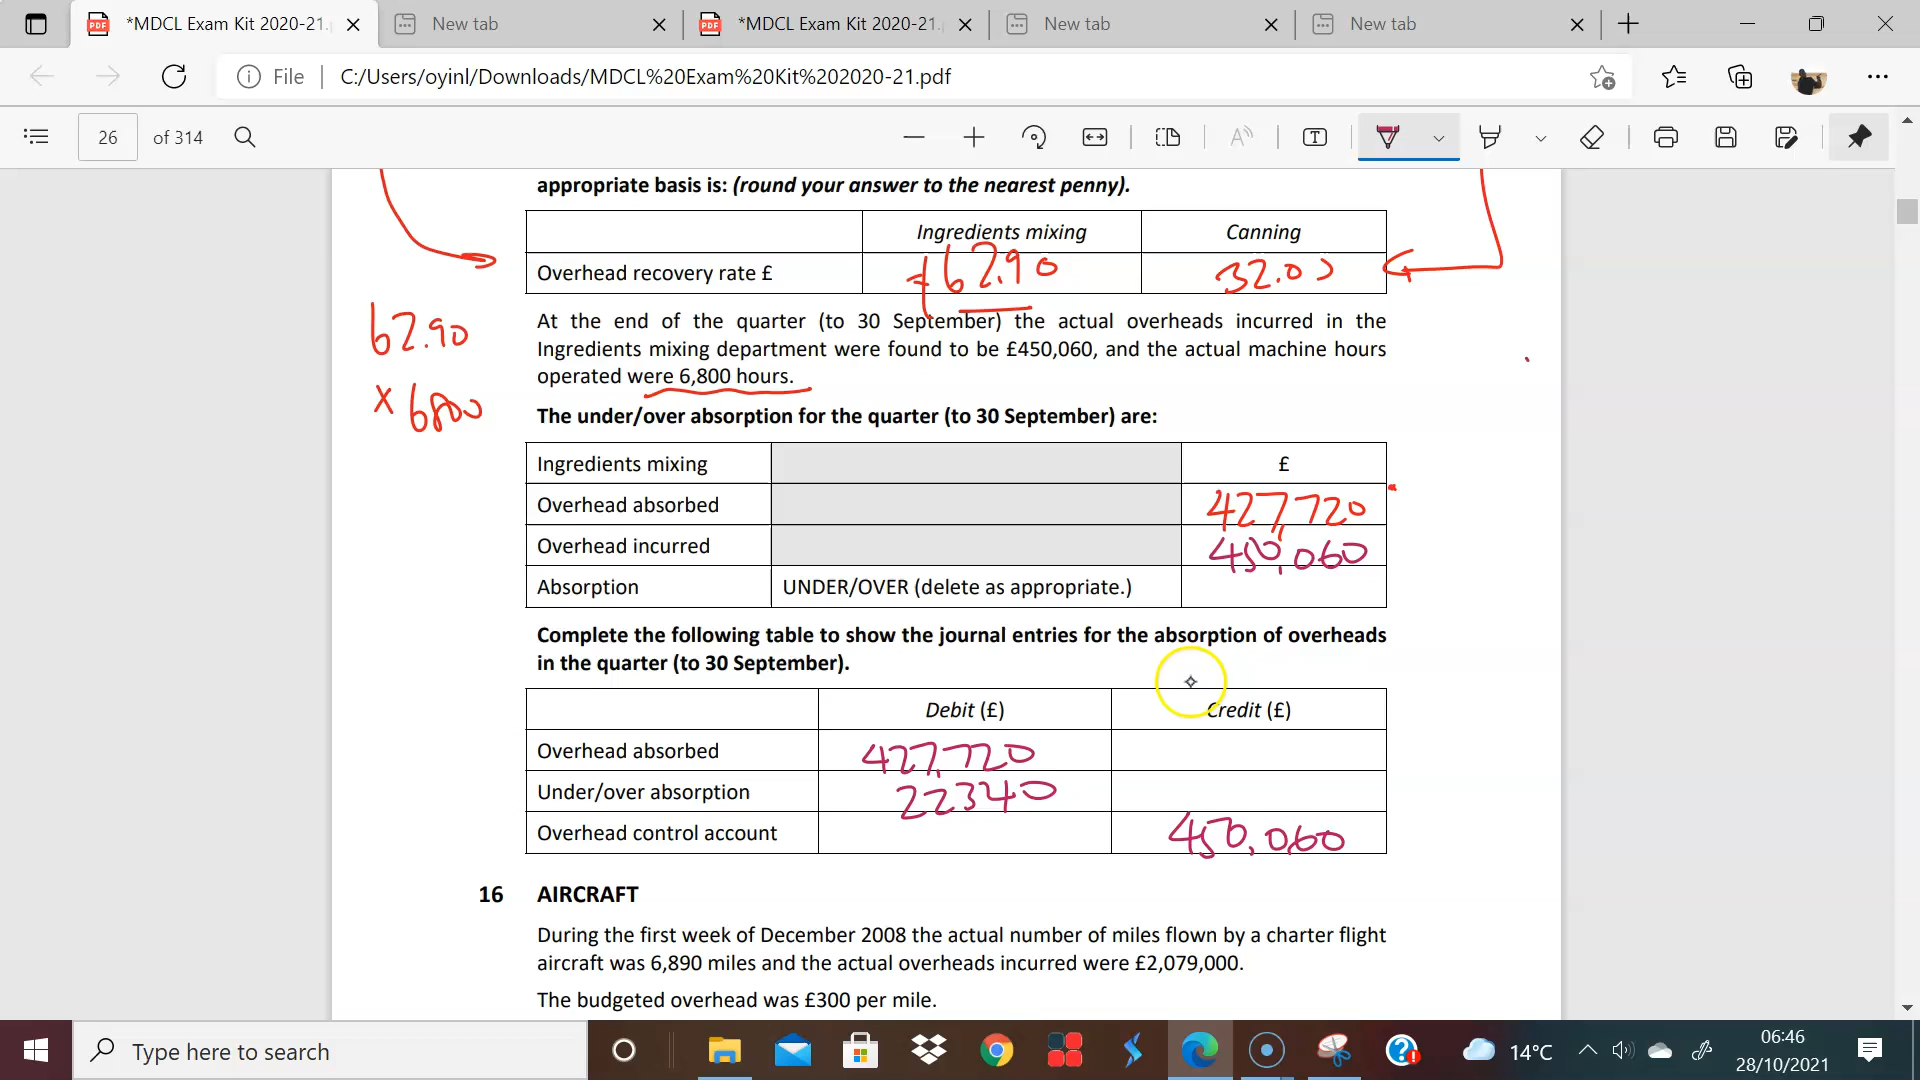 *MDCL Exam Kit 2020-21.
New tab
*MDCL Exam Kit 2020-21.
New tab
New tab
File
C:/Users/oyinl/Downloads/MDCL%20Exam%20Kit%202020-21.pdf
26 of 314
appropriate basis is: (round your answer to the nearest penny).
Ingredients mixing Canning
Overhead recovery rate £ 62.90 32.00
At the end of the quarter (to 30 September) the actual overheads incurred in the
Ingredients mixing department were found to be £450,060, and the actual machine hours
operated were 6,800 hours.
62.90
x 6800
The under/over absorption for the quarter (to 30 September) are:
Ingredients mixing £
Overhead absorbed 427,720
Overhead incurred 450,060
Absorption UNDER/OVER (delete as appropriate.)
Complete the following table to show the journal entries for the absorption of overheads
in the quarter (to 30 September).
Debit (£) Credit (£)
Overhead absorbed 427,720
Under/over absorption 22340
Overhead control account 450,060
16 AIRCRAFT
During the first week of December 2008 the actual number of miles flown by a charter flight
aircraft was 6,890 miles and the actual overheads incurred were £2,079,000.
The budgeted overhead was £300 per mile.
Type here to search
14°C
06:46
28/10/2021